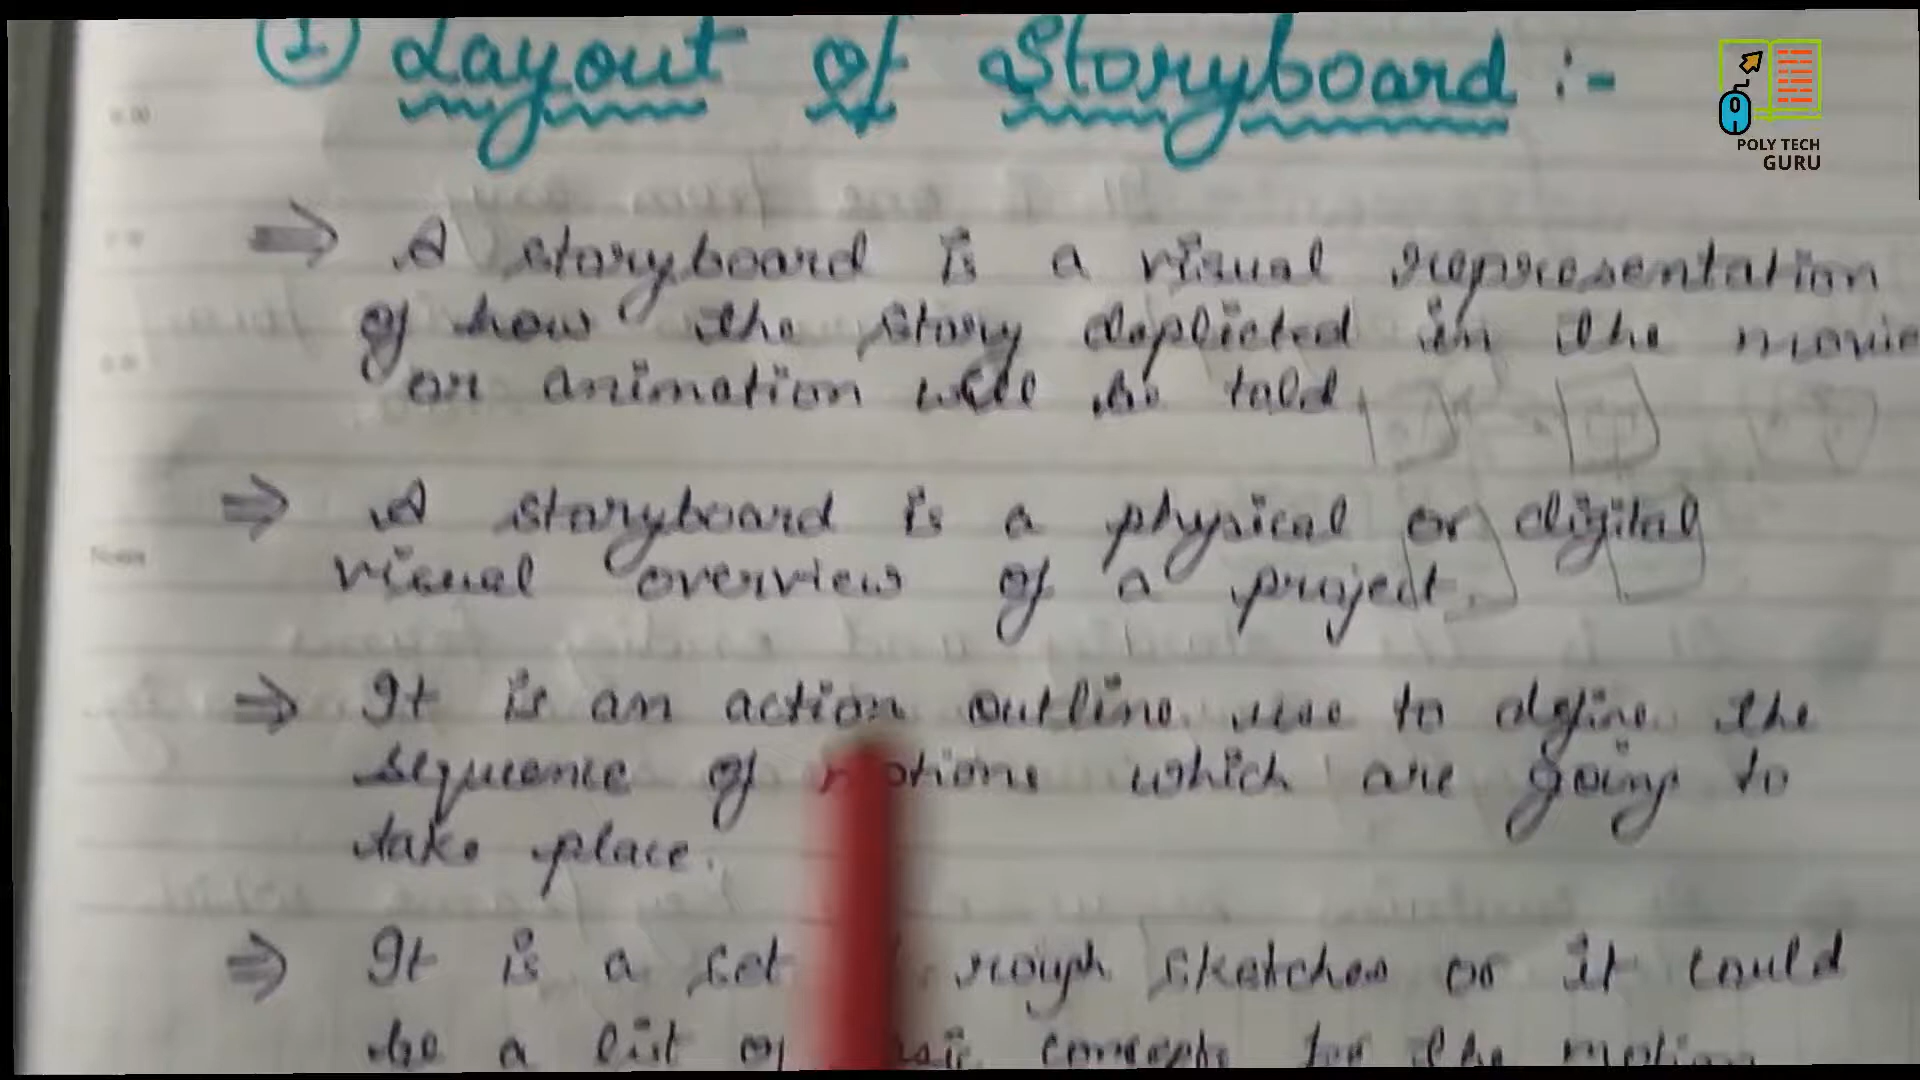 ① Layout of Storyboard :-
POLY TECH
GURU
⇒ A storyboard is a visual representation
of how the story depicted in the movie
or animation will be told.
⇒ A storyboard is a physical or digital
visual overview of a project.
⇒ It is an action outline use to define the
sequence of motions which are going to
take place.
⇒ It is a set rough sketches or it could
be a list of concepts for the motion